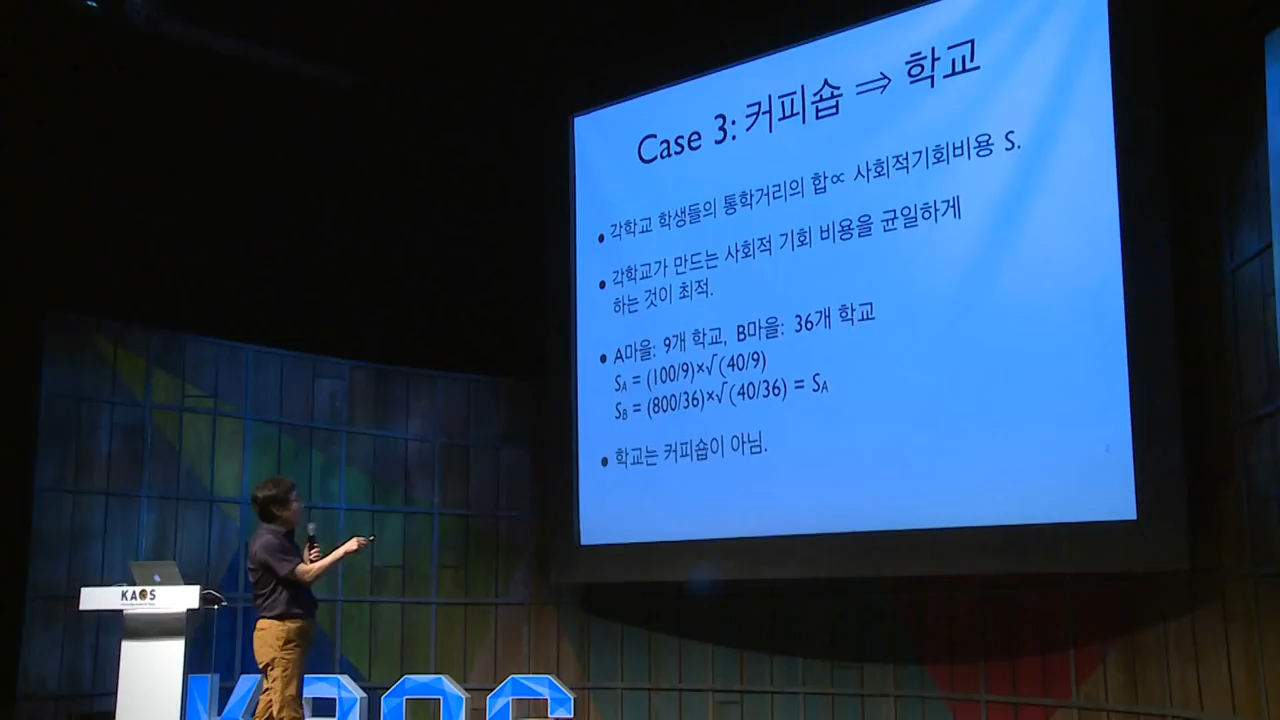 Case 3: 커피숍 ⇒ 학교
• 각학교 학생들의 통학거리의 합∝ 사회적기회비용 S.
• 각학교가 만드는 사회적 기회 비용을 균일하게
하는 것이 최적.
• A마을: 9개 학교, B마을: 36개 학교
S_A = (100/9)×√(40/9)
S_B = (800/36)×√(40/36) = S_A
• 학교는 커피숍이 아님.
KAOS
KAOS